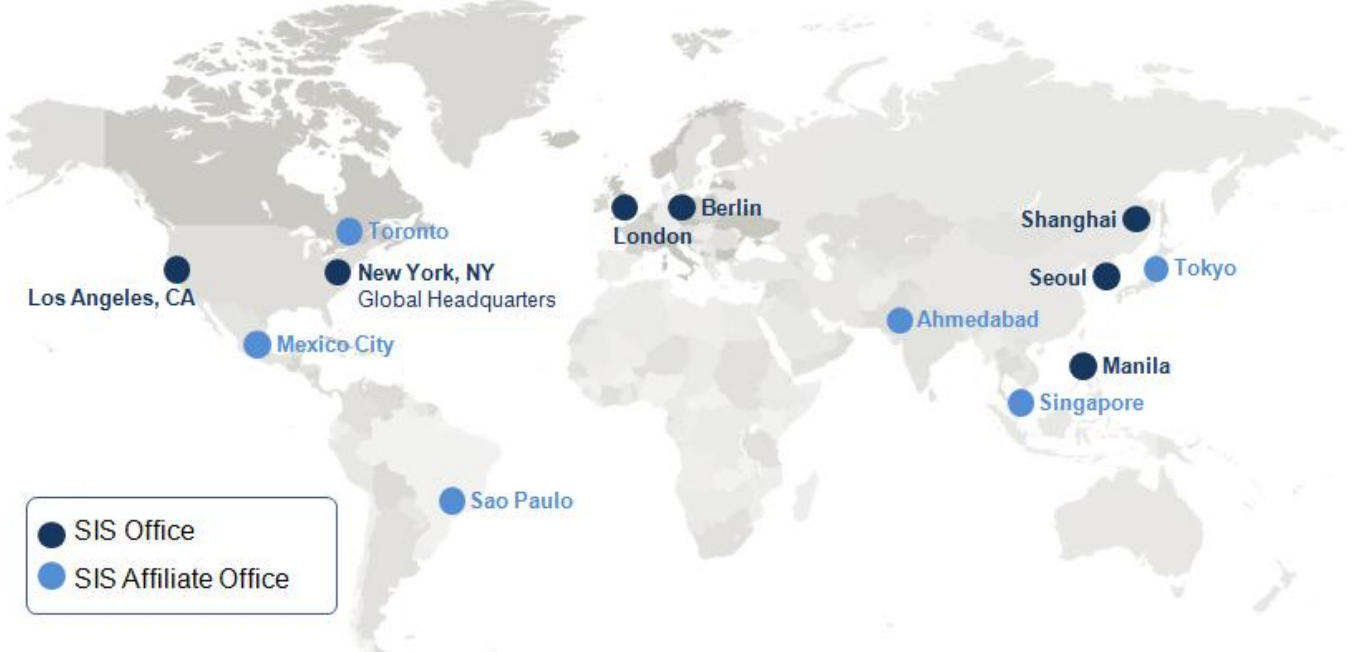 Berlin
London
Shanghai
Toronto
Tokyo
Seoul
New York, NY
Global Headquarters
Los Angeles, CA
Ahmedabad
Mexico City
Manila
Singapore
Sao Paulo
SIS Office
SIS Affiliate Office